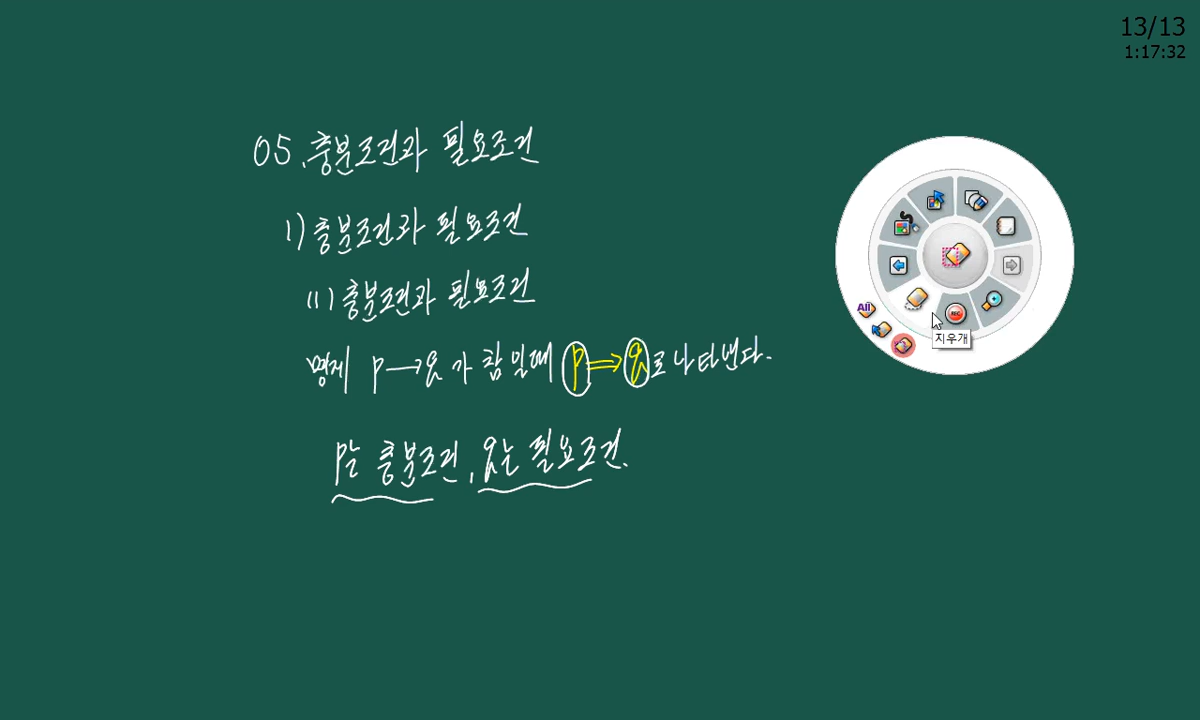 13/13
1:17:32
05. 충분조건과 필요조건
1) 충분조건과 필요조건
(1) 충분조건과 필요조건
명제 p→q가 참일때 p⇒q로 나타낸다.
p는 충분조건, q는 필요조건.
All
REC
지우개